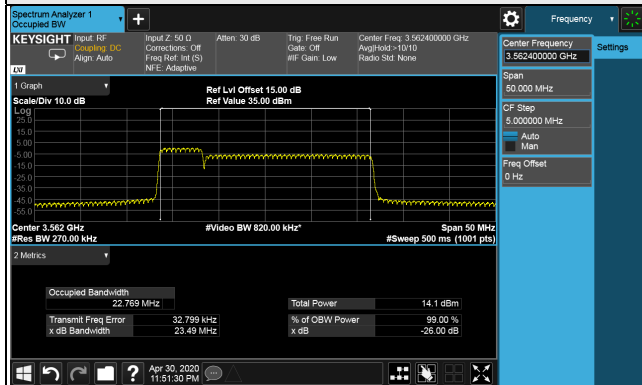 Spectrum Analyzer 1
Occupied BW
+
Frequency
KEYSIGHT
Input: RF
Coupling: DC
Align: Auto
Input Z: 50 Ω
Corrections: Off
Freq Ref: Int (S)
NFE: Adaptive
Atten: 30 dB
Trig: Free Run
Gate: Off
#IF Gain: Low
Center Freq: 3.562400000 GHz
Avg|Hold:>10/10
Radio Std: None
LXI
Center Frequency
3.562400000 GHz
Settings
Span
50.000 MHz
CF Step
5.000000 MHz
Auto
Man
Freq Offset
0 Hz
1 Graph
Scale/Div 10.0 dB
Ref Lvl Offset 15.00 dB
Ref Value 35.00 dBm
Log
25.0
15.0
5.00
-5.00
-15.0
-25.0
-35.0
-45.0
-55.0
Center 3.562 GHz
#Video BW 820.00 kHz*
Span 50 MHz
#Res BW 270.00 kHz
#Sweep 500 ms (1001 pts)
2 Metrics
Occupied Bandwidth
22.769 MHz
Total Power
14.1 dBm
Transmit Freq Error
32.799 kHz
% of OBW Power
99.00 %
x dB Bandwidth
23.49 MHz
x dB
-26.00 dB
?
Apr 30, 2020
11:51:30 PM